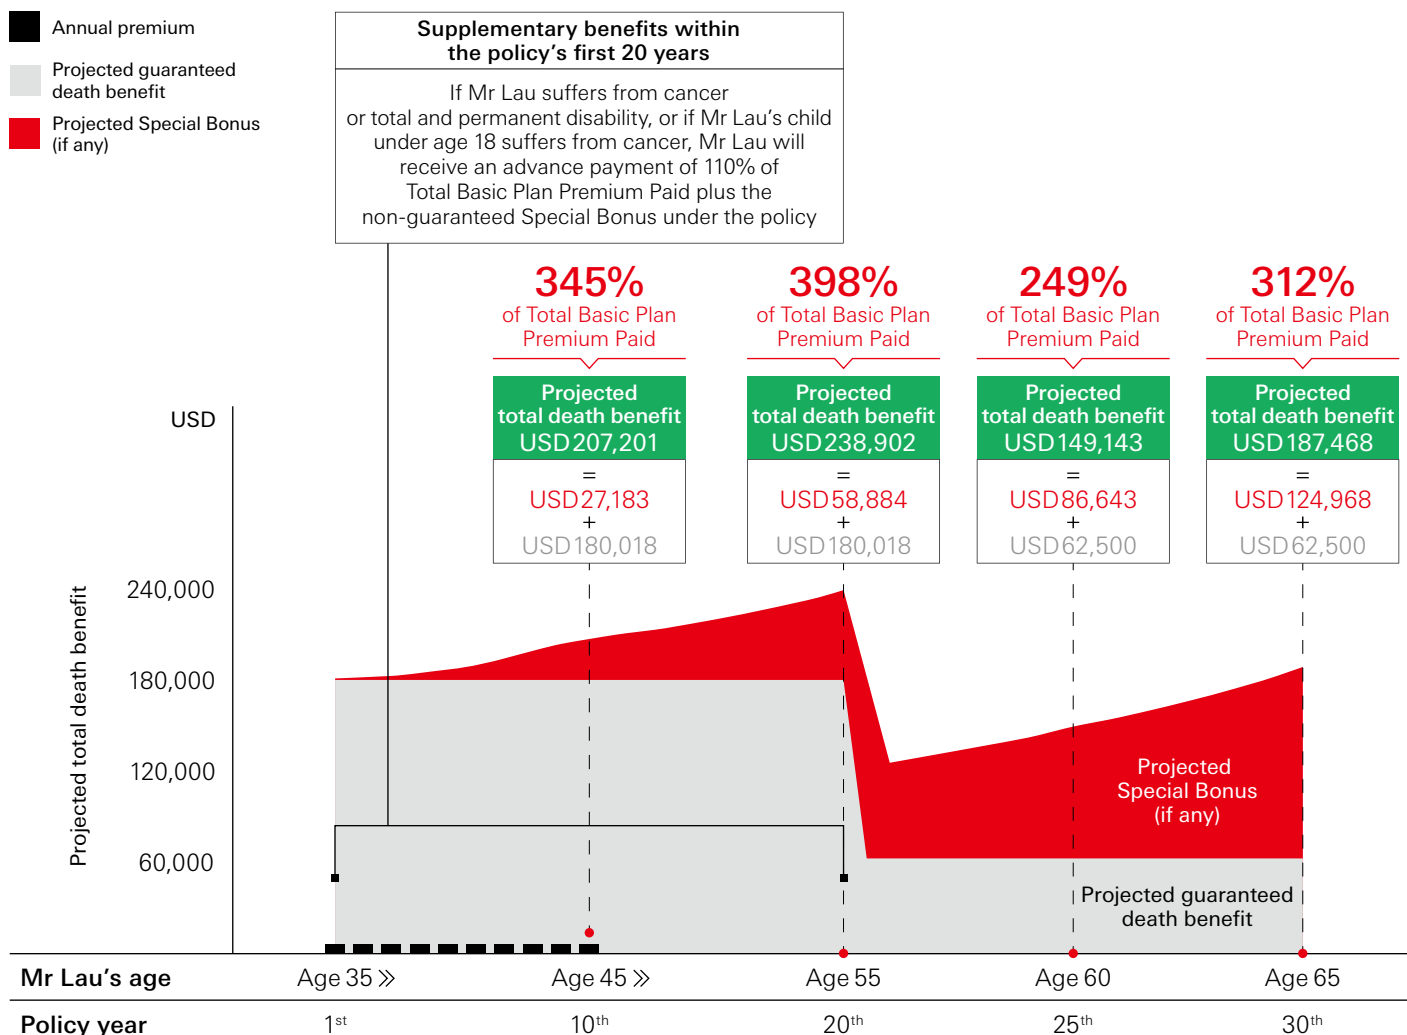 Annual premium
Projected guaranteed
death benefit
Projected Special Bonus
(if any)
Supplementary benefits within
the policy's first 20 years
If Mr Lau suffers from cancer
or total and permanent disability, or if Mr Lau's child
under age 18 suffers from cancer, Mr Lau will
receive an advance payment of 110% of
Total Basic Plan Premium Paid plus the
non-guaranteed Special Bonus under the policy
345%
of Total Basic Plan
Premium Paid
Projected
total death benefit
USD207,201
=
USD27,183
+
USD180,018
398%
of Total Basic Plan
Premium Paid
Projected
total death benefit
USD238,902
=
USD58,884
+
USD180,018
249%
of Total Basic Plan
Premium Paid
Projected
total death benefit
USD149,143
=
USD86,643
+
USD62,500
312%
of Total Basic Plan
Premium Paid
Projected
total death benefit
USD187,468
=
USD124,968
+
USD62,500
USD
Projected total death benefit
240,000
180,000
120,000
60,000
Projected
Special Bonus
(if any)
Projected guaranteed
death benefit
Mr Lau's age Age 35 >> Age 45 >> Age 55 Age 60 Age 65
Policy year 1st 10th 20th 25th 30th